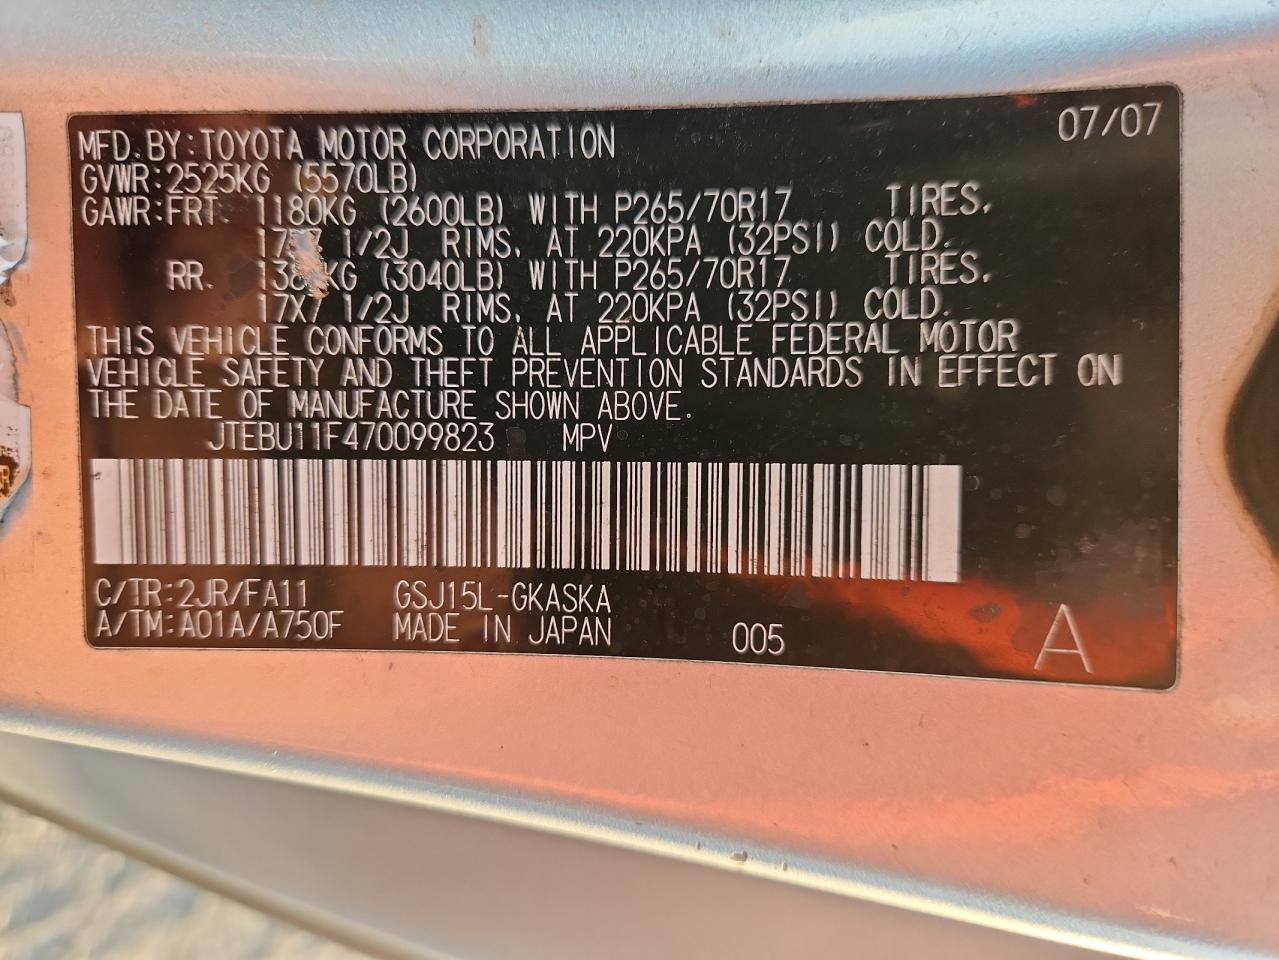 07/07
MFD. BY: TOYOTA MOTOR CORPORATION
GVWR: 2525KG (5570LB)
GAWR: FRT. 1180KG (2600LB) WITH P265/70R17 TIRES,
1/2J RIMS, AT 220KPA (32PSI) COLD.
RR. (3040LB) WITH P265/70R17 TIRES,
17X7 1/2J RIMS, AT 220KPA (32PSI) COLD.
THIS VEHICLE CONFORMS TO ALL APPLICABLE FEDERAL MOTOR
VEHICLE SAFETY AND THEFT PREVENTION STANDARDS IN EFFECT ON
THE DATE OF MANUFACTURE SHOWN ABOVE.
JTEBU11F470099823 MPV
C/TR: 2JR/FA11 GSJ15L-GKASKA
A/TM: A01A/A750F MADE IN JAPAN 005 A